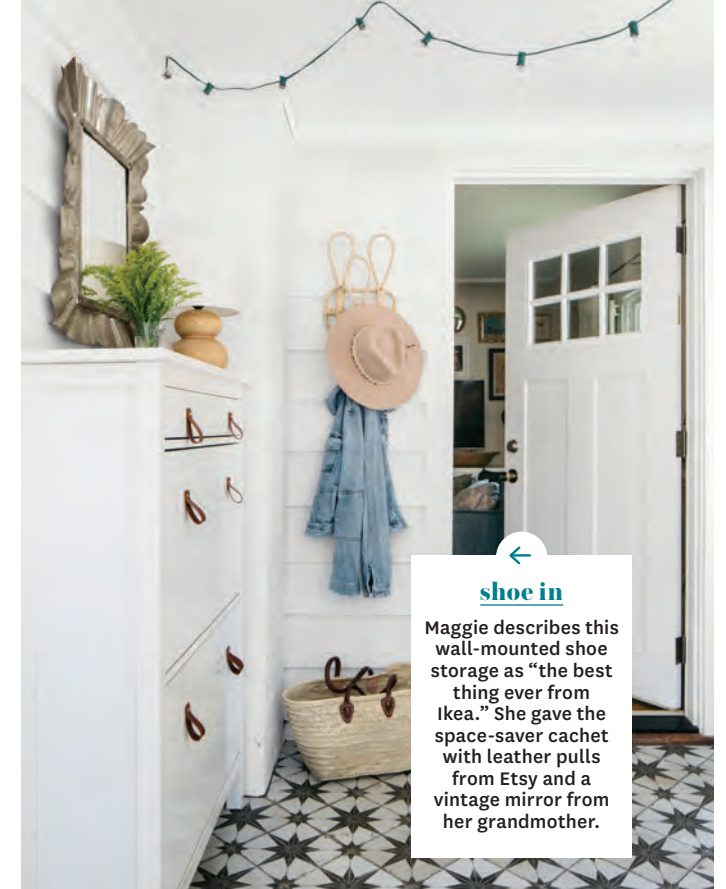 shoe in
Maggie describes this
wall-mounted shoe
storage as “the best
thing ever from
Ikea.” She gave the
space-saver cachet
with leather pulls
from Etsy and a
vintage mirror from
her grandmother.